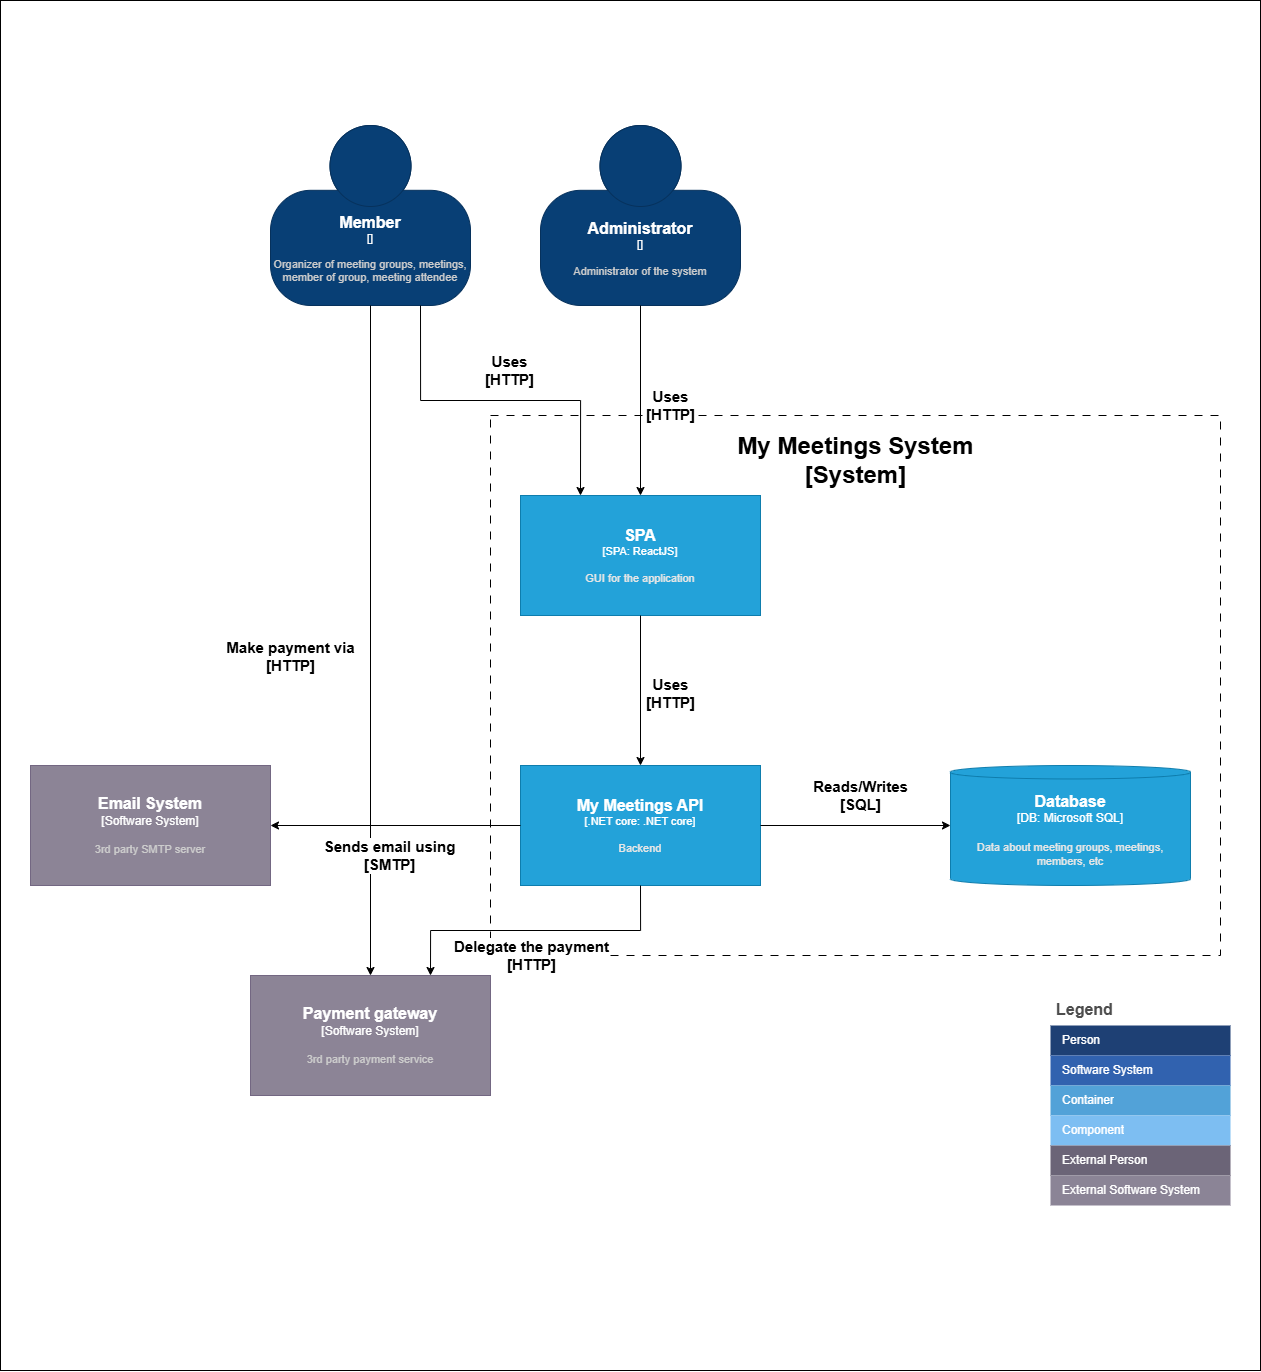 Member
[]
Organizer of meeting groups, meetings,
member of group, meeting attendee
Administrator
[]
Administrator of the system
Uses
[HTTP]
Uses
[HTTP]
My Meetings System
[System]
SPA
[SPA: ReactJS]
GUI for the application
Make payment via
[HTTP]
Uses
[HTTP]
Email System
[Software System]
3rd party SMTP server
Sends email using
[SMTP]
My Meetings API
[.NET core: .NET core]
Backend
Reads/Writes
[SQL]
Database
[DB: Microsoft SQL]
Data about meeting groups, meetings,
members, etc
Delegate the payment
[HTTP]
Payment gateway
[Software System]
3rd party payment service
Legend
Person
Software System
Container
Component
External Person
External Software System